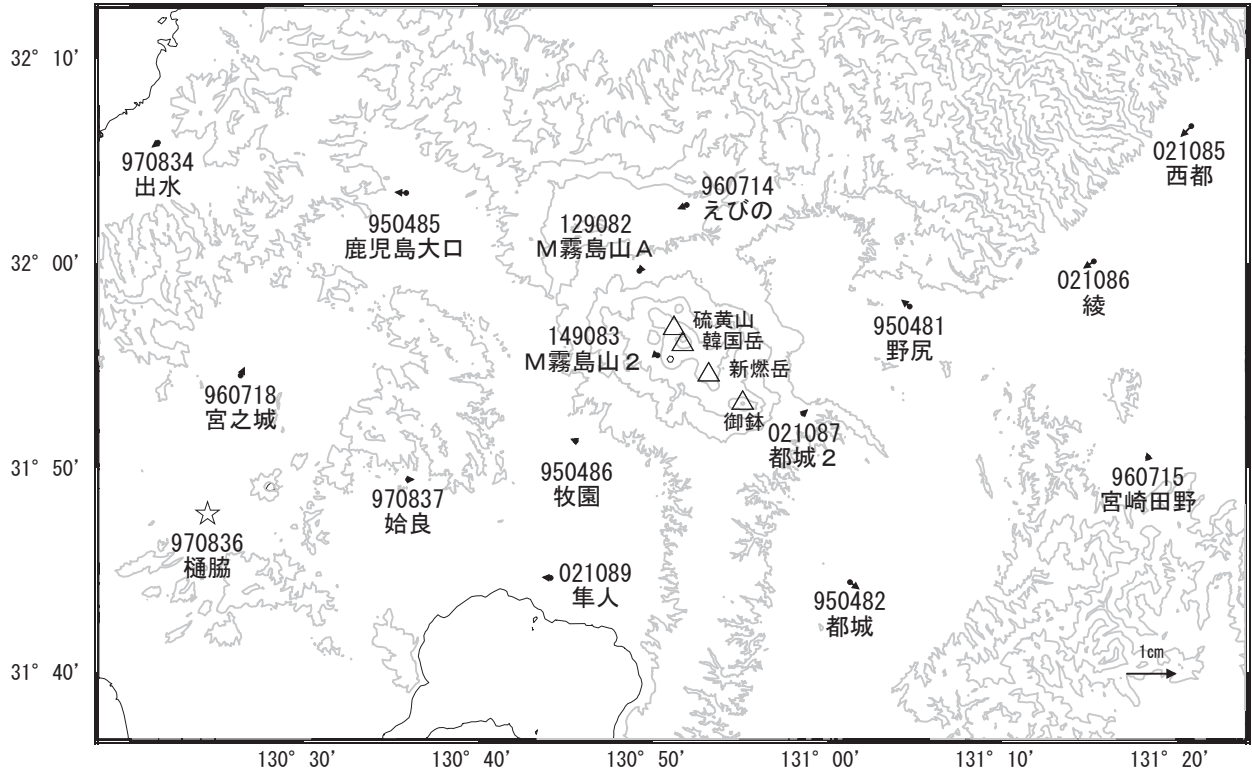 32° 10'
970834
出水
950485
鹿児島大口
129082
M霧島山A
960714
えびの
021085
西都
32° 00'
021086
綾
149083
M霧島山2
硫黄山
韓国岳
新燃岳
御鉢
950481
野尻
960718
宮之城
021087
都城2
31° 50'
950486
牧園
970837
姶良
960715
宮崎田野
970836
樋脇
021089
隼人
950482
都城
31° 40'
1cm
130° 30' 130° 40' 130° 50' 131° 00' 131° 10' 131° 20'